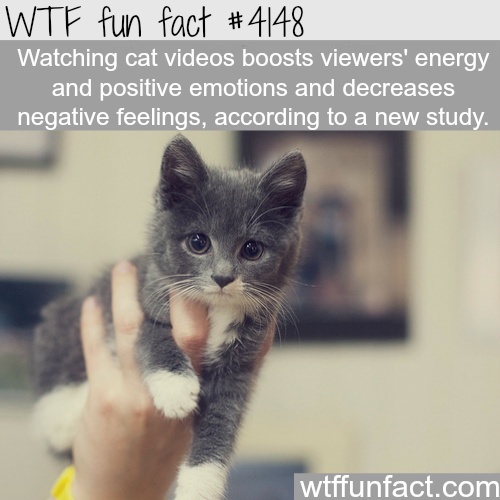 WTF fun fact #4148
Watching cat videos boosts viewers' energy
and positive emotions and decreases
negative feelings, according to a new study.
wtffunfact.com